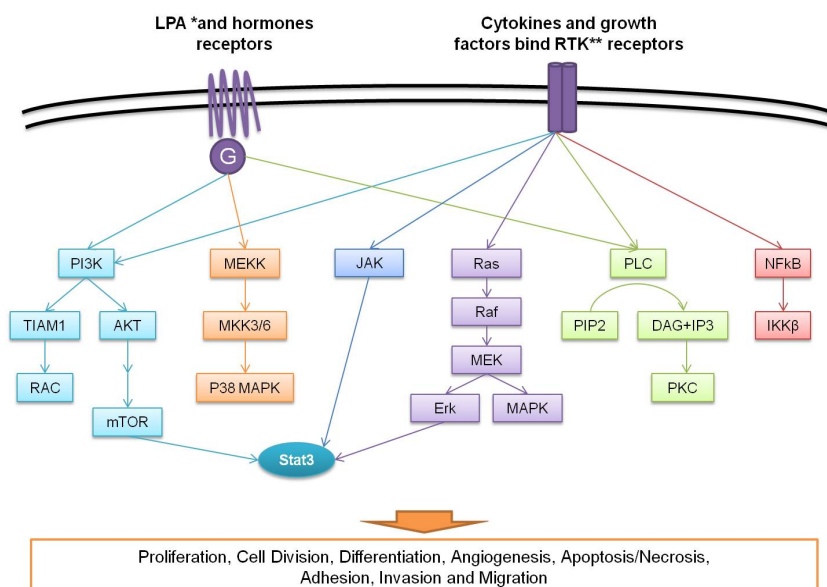 LPA *and hormones
receptors
Cytokines and growth
factors bind RTK** receptors
G
PI3K
MEKK
JAK
Ras
PLC
NFkB
TIAM1
AKT
MKK3/6
Raf
PIP2
DAG+IP3
IKKβ
RAC
P38 MAPK
MEK
PKC
mTOR
Erk
MAPK
Stat3
Proliferation, Cell Division, Differentiation, Angiogenesis, Apoptosis/Necrosis,
Adhesion, Invasion and Migration